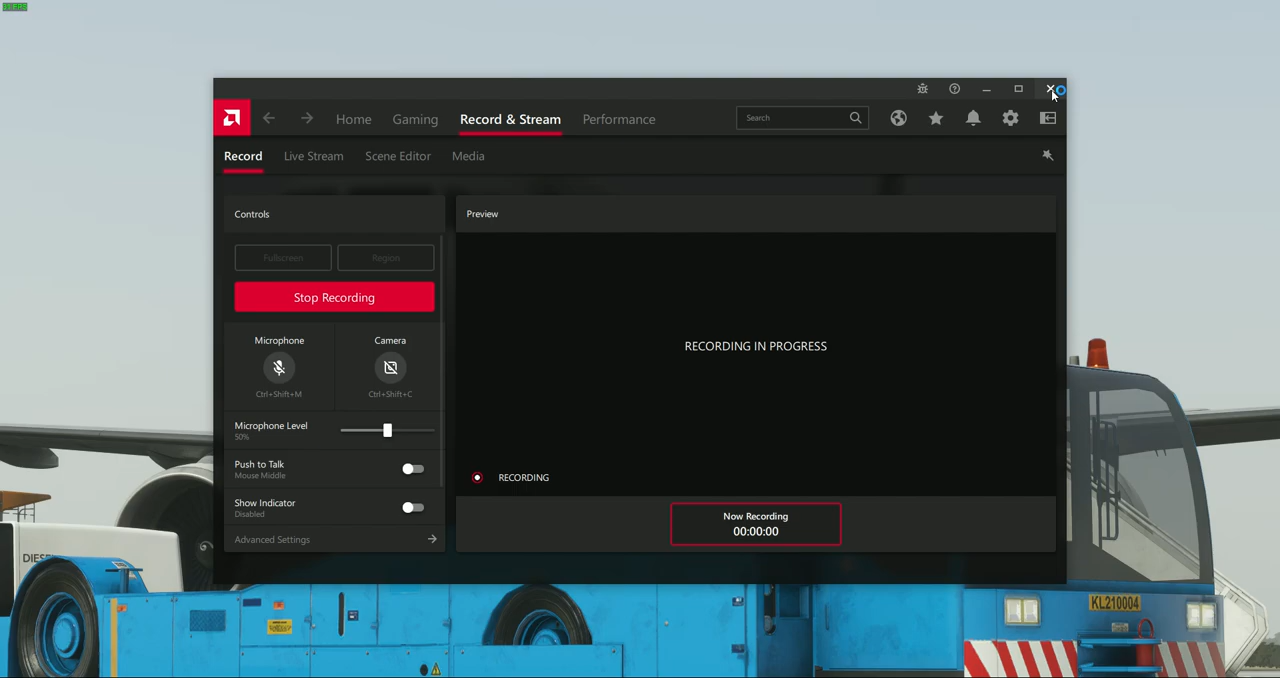 Home
Gaming
Record & Stream
Performance
Search
Record
Live Stream
Scene Editor
Media
Controls
Fullscreen
Region
Stop Recording
Microphone
Camera
Ctrl+Shift+M
Ctrl+Shift+C
Microphone Level
50%
Push to Talk
Mouse Middle
Show Indicator
Disabled
Advanced Settings
Preview
RECORDING IN PROGRESS
RECORDING
Now Recording
00:00:00
DIESE
KL210004